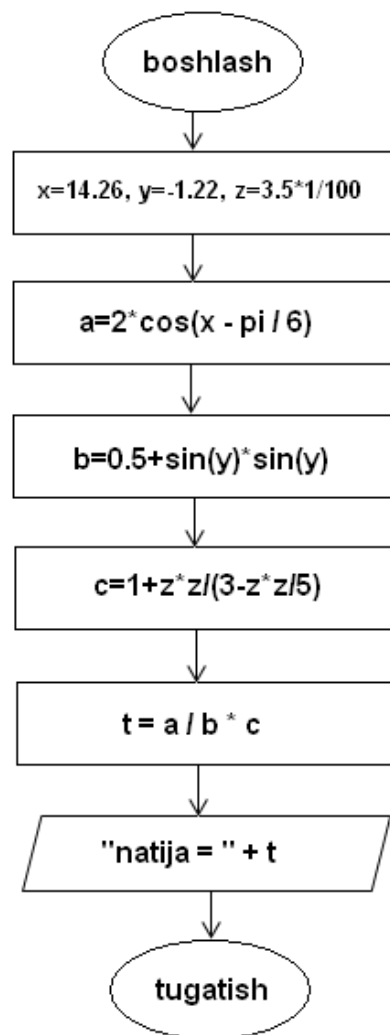 boshlash
x=14.26, y=-1.22, z=3.5*1/100
a=2*cos(x - pi / 6)
b=0.5+sin(y)*sin(y)
c=1+z*z/(3-z*z/5)
t = a / b * c
"natija = " + t
tugatish